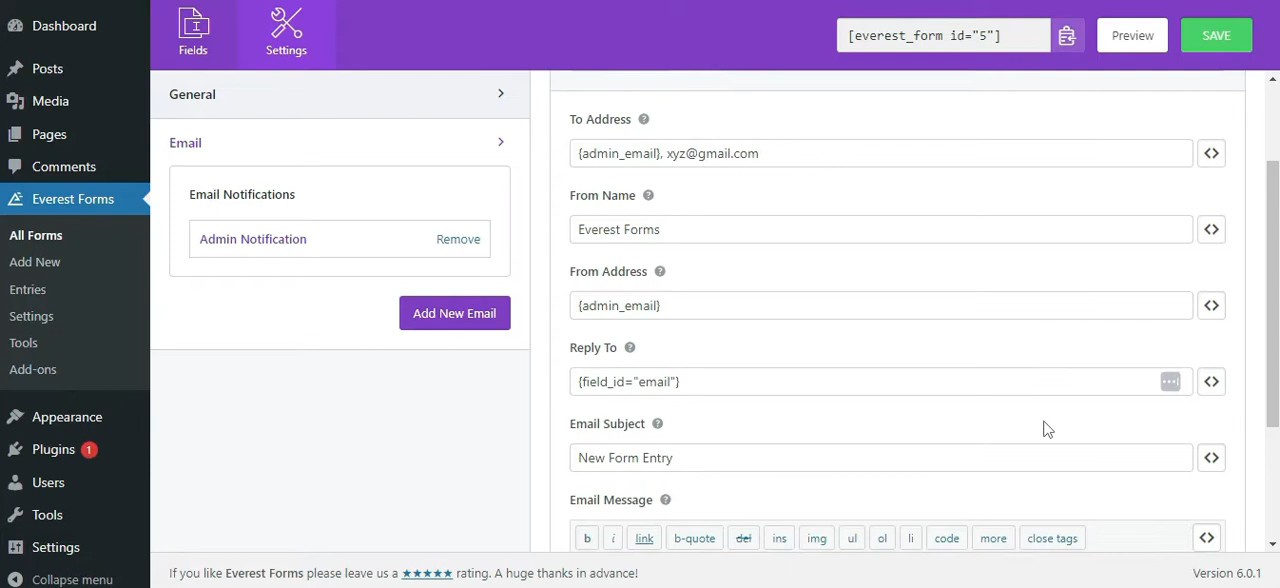 Dashboard
Posts
Media
Pages
Comments
Everest Forms
All Forms
Add New
Entries
Settings
Tools
Add-ons
Appearance
Plugins 1
Users
Tools
Settings
Collapse menu
Fields
Settings
[everest_form id="5"]
Preview
SAVE
General
Email
Email Notifications
Admin Notification Remove
Add New Email
To Address
{admin_email}, xyz@gmail.com
From Name
Everest Forms
From Address
{admin_email}
Reply To
{field_id="email"}
Email Subject
New Form Entry
Email Message
b i link b-quote del ins img ul ol li code more close tags
If you like Everest Forms please leave us a ★★★★★ rating. A huge thanks in advance!
Version 6.0.1